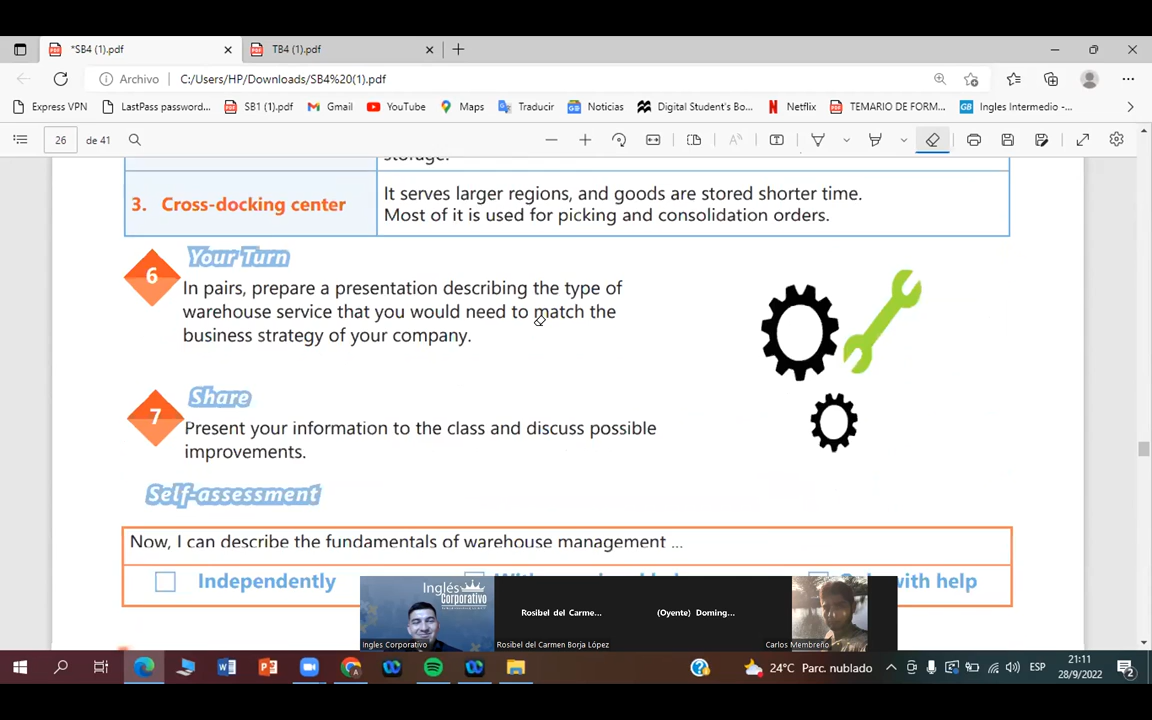 *SB4 (1).pdf
TB4 (1).pdf
Archivo
C:/Users/HP/Downloads/SB4%20(1).pdf
Express VPN
LastPass password...
SB1 (1).pdf
Gmail
YouTube
Maps
Traducir
Noticias
Digital Student's Bo...
Netflix
TEMARIO DE FORM...
Ingles Intermedio -...
26
de 41
storage.
3. Cross-docking center
It serves larger regions, and goods are stored shorter time.
Most of it is used for picking and consolidation orders.
6
Your Turn
In pairs, prepare a presentation describing the type of
warehouse service that you would need to match the
business strategy of your company.
7
Share
Present your information to the class and discuss possible
improvements.
Self-assessment
Now, I can describe the fundamentals of warehouse management ...
Independently
with help
Inglés
Corporativo
Ingles Corporativo
Rosibel del Carme...
Rosibel del Carmen Borja López
(Oyente) Doming...
Carlos Membreño
24°C Parc. nublado
ESP
21:11
28/9/2022
2